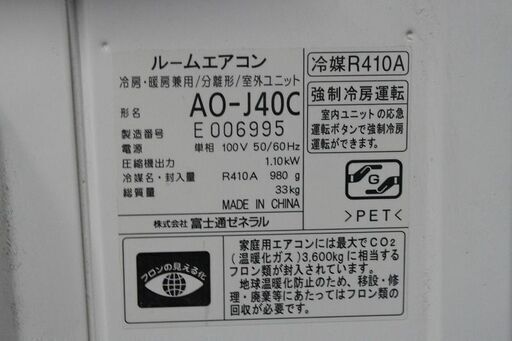 ルームエアコン
冷房・暖房兼用/分離形/室外ユニット
形名 AO-J40C
製造番号 E006995
電源 単相 100V 50/60Hz
圧縮機出力 1.10kW
冷媒名・封入量 R410A 980g
総質量 33kg
MADE IN CHINA
株式会社 富士通ゼネラル
冷媒R410A
強制冷房運転
室内ユニットの応急
運転ボタンで強制冷房
運転ができます。
G
>PET<
フロンの見える化
家庭用エアコンには最大でCO2
(温暖化ガス)3,600kgに相当する
フロン類が封入されています。
地球温暖化防止のため、移設・修
理・廃棄等にあたってはフロン類の
回収が必要です。